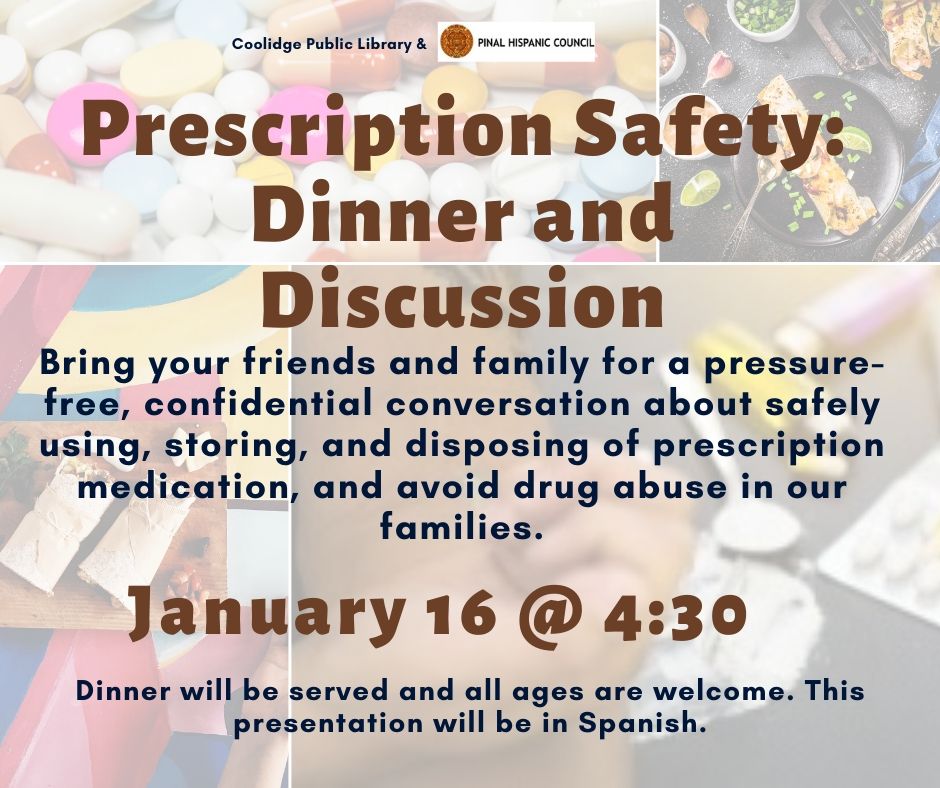 Coolidge Public Library & PINAL HISPANIC COUNCIL
Prescription Safety:
Dinner and
Discussion
Bring your friends and family for a pressure-
free, confidential conversation about safely
using, storing, and disposing of prescription
medication, and avoid drug abuse in our
families.
January 16 @ 4:30
Dinner will be served and all ages are welcome. This
presentation will be in Spanish.